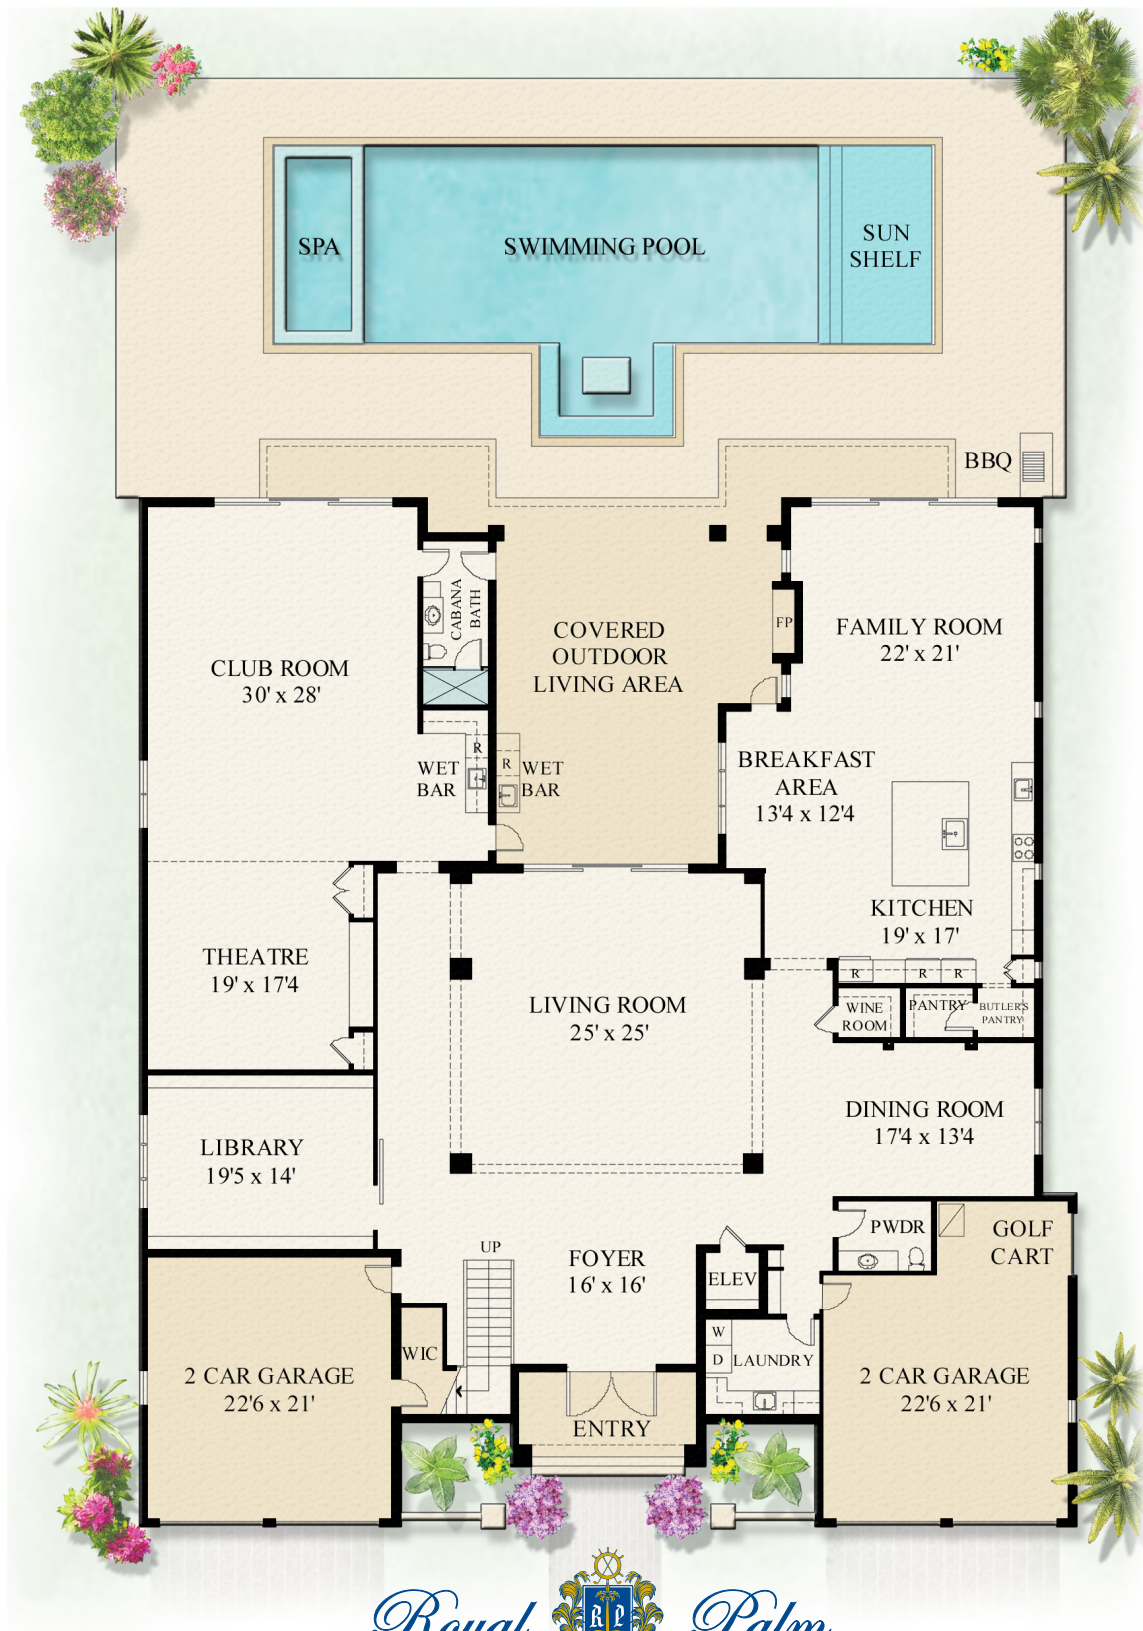 SPA
SWIMMING POOL
SUN
SHELF
BBQ
CABANA
BATH
COVERED
OUTDOOR
LIVING AREA
FP
FAMILY ROOM
22' x 21'
CLUB ROOM
30' x 28'
WET
BAR
R
R
WET
BAR
BREAKFAST
AREA
13'4 x 12'4
KITCHEN
19' x 17'
THEATRE
19' x 17'4
LIVING ROOM
25' x 25'
R
R
R
WINE
ROOM
PANTRY
BUTLER'S
PANTRY
DINING ROOM
17'4 x 13'4
LIBRARY
19'5 x 14'
PWDR
GOLF
CART
UP
FOYER
16' x 16'
ELEV
WIC
W
D
LAUNDRY
2 CAR GARAGE
22'6 x 21'
2 CAR GARAGE
22'6 x 21'
ENTRY
Royal RP Palm